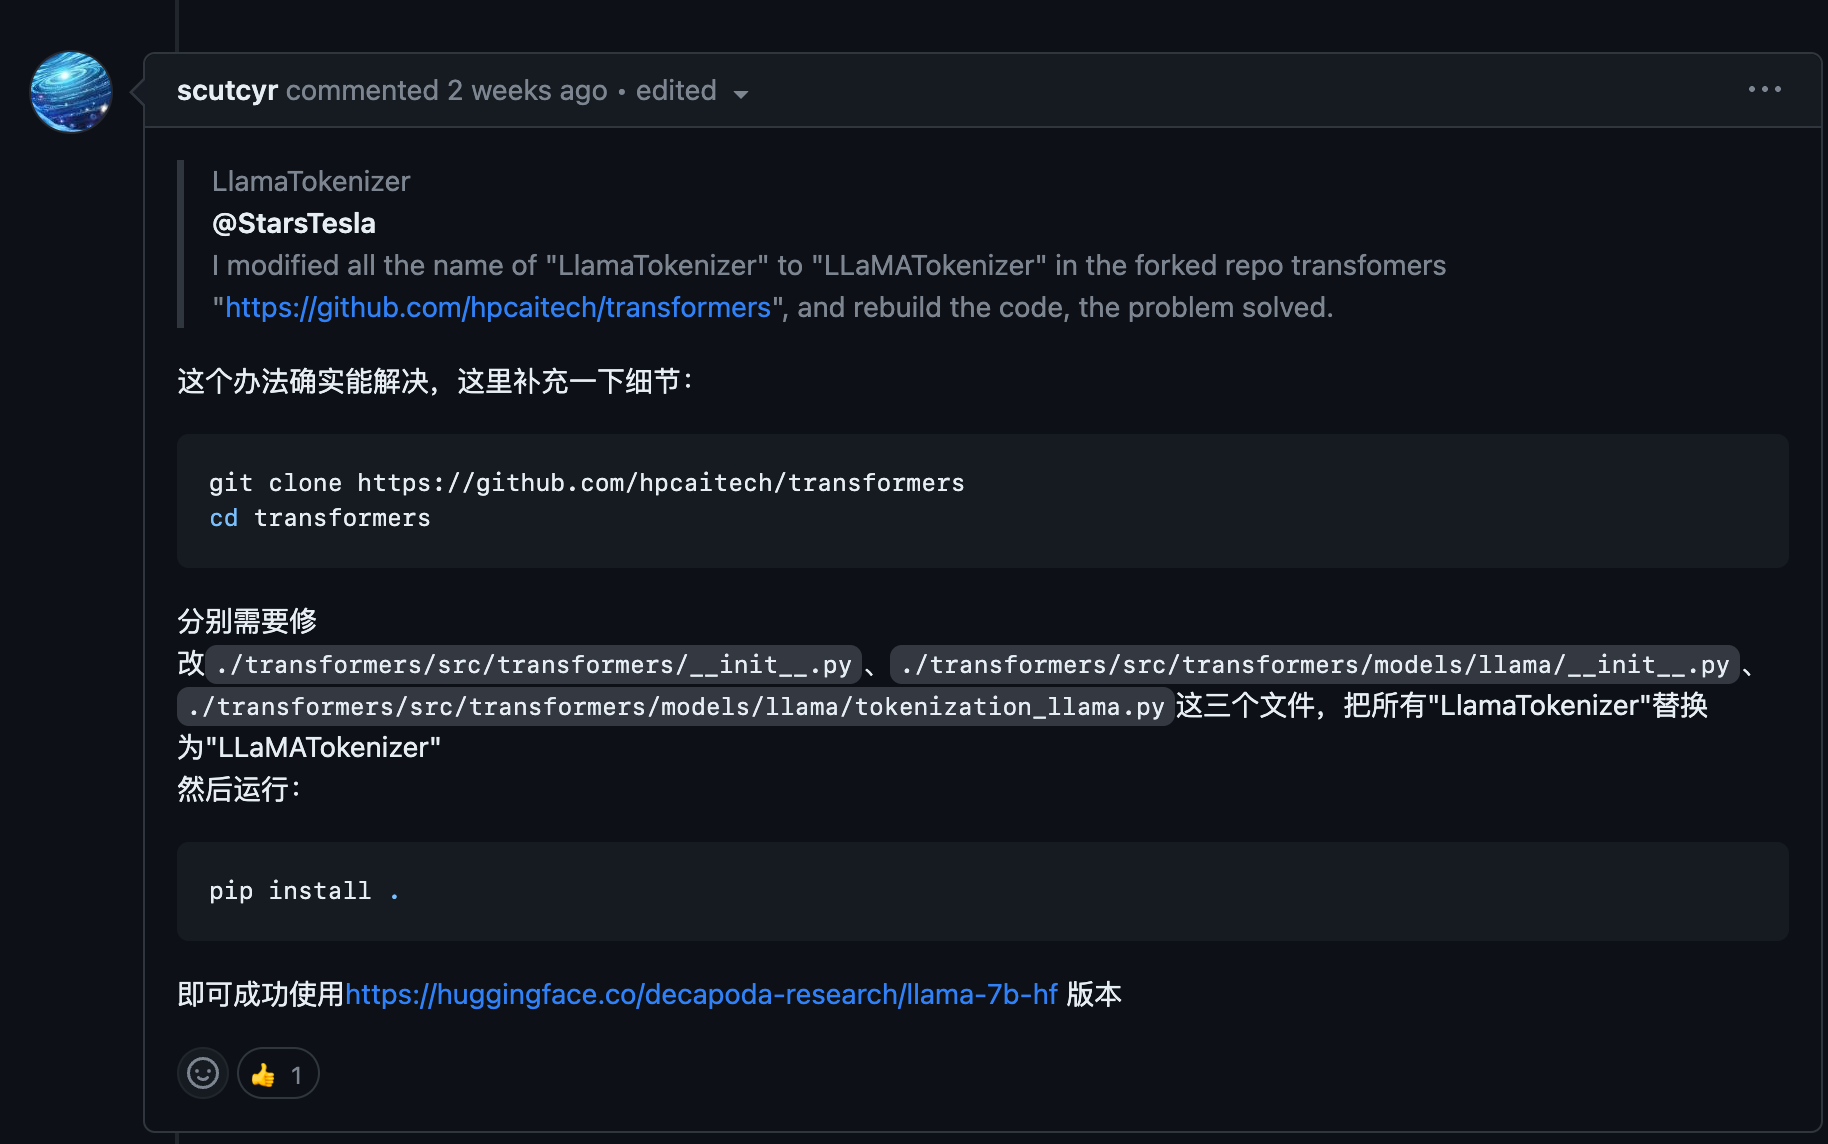 scutcyr commented 2 weeks ago • edited
LlamaTokenizer
@StarsTesla
I modified all the name of "LlamaTokenizer" to "LLaMATokenizer" in the forked repo transfomers
"https://github.com/hpcaitech/transformers", and rebuild the code, the problem solved.
这个办法确实能解决，这里补充一下细节：
git clone https://github.com/hpcaitech/transformers
cd transformers
分别需要修
改./transformers/src/transformers/__init__.py、./transformers/src/transformers/models/llama/__init__.py、
./transformers/src/transformers/models/llama/tokenization_llama.py这三个文件，把所有"LlamaTokenizer"替换
为"LLaMATokenizer"
然后运行：
pip install .
即可成功使用https://huggingface.co/decapoda-research/llama-7b-hf 版本
👍 1